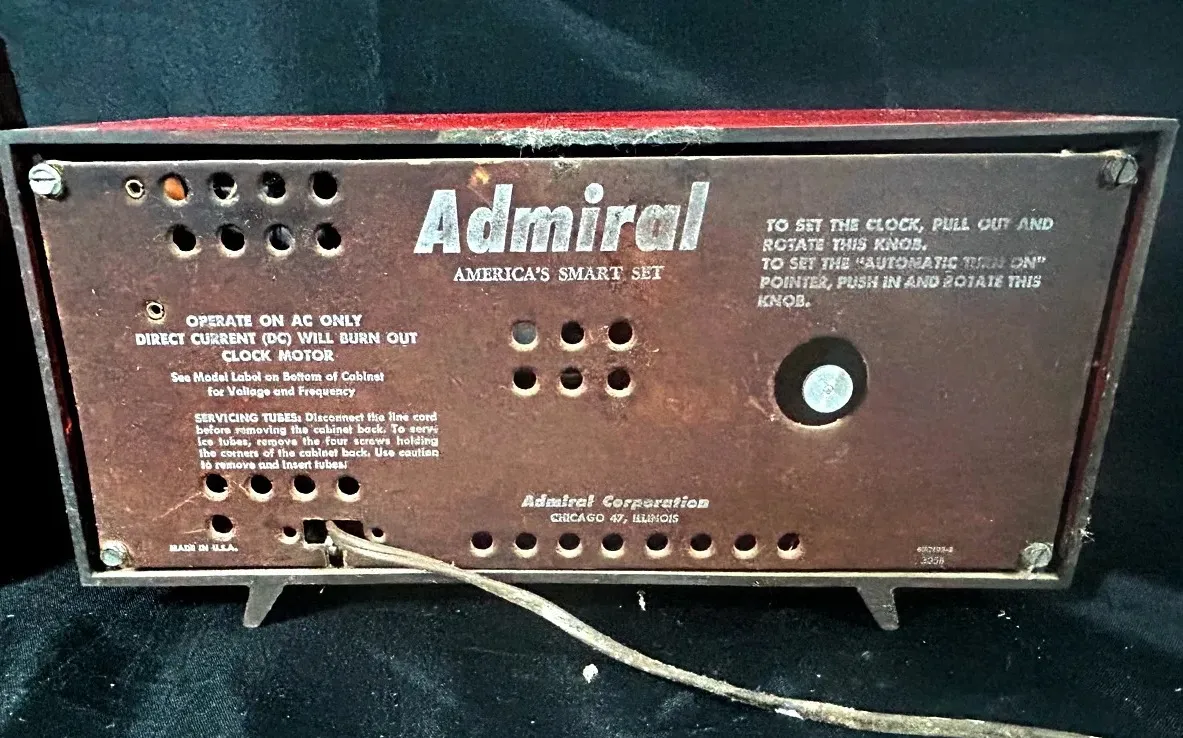 Admiral
AMERICA'S SMART SET
TO SET THE CLOCK, PULL OUT AND
ROTATE THIS KNOB.
TO SET THE "AUTOMATIC TURN ON"
POINTER, PUSH IN AND ROTATE THIS
KNOB.
OPERATE ON AC ONLY
DIRECT CURRENT (DC) WILL BURN OUT
CLOCK MOTOR
See Model Label on Bottom of Cabinet
for Voltage and Frequency
SERVICING TUBES: Disconnect the line cord
before removing the cabinet back. To serv-
ice tubes, remove the four screws holding
the corners of the cabinet back. Use caution
to remove and insert tubes.
Admiral Corporation
CHICAGO 47, ILLINOIS
MADE IN U.S.A.